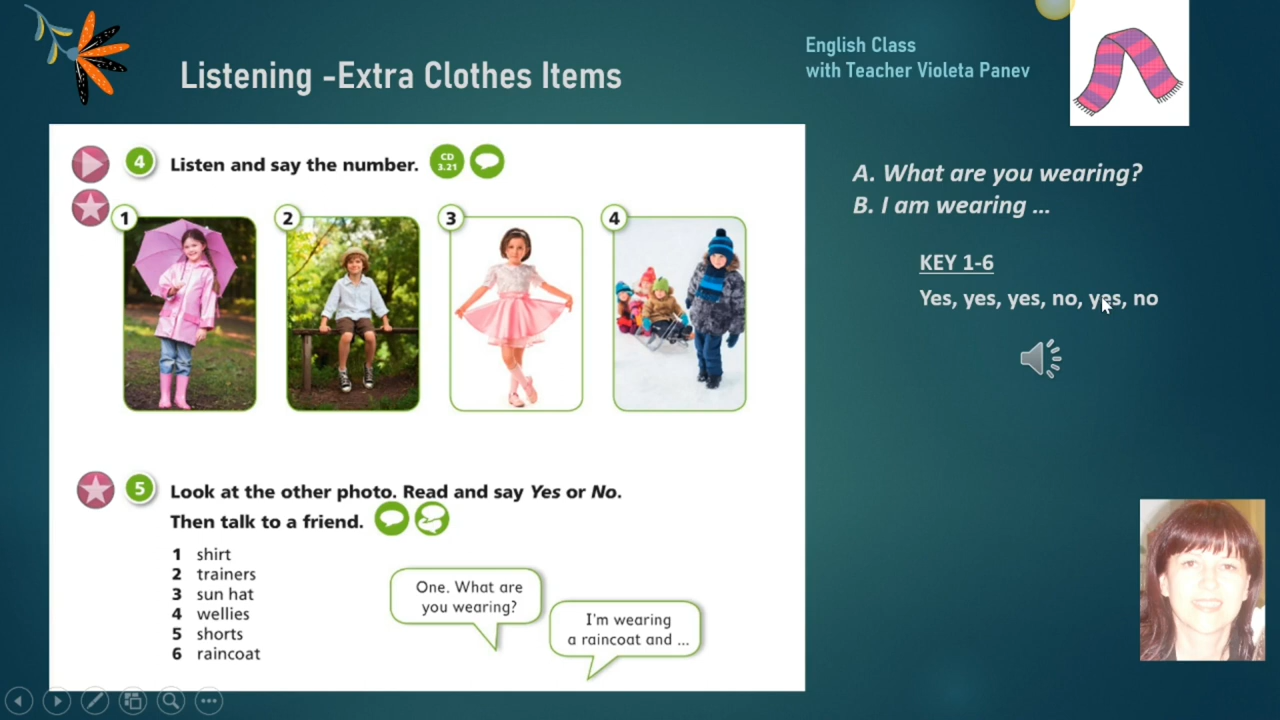 Listening -Extra Clothes Items
English Class
with Teacher Violeta Panev
4 Listen and say the number. CD 3.21
1
2
3
4
5 Look at the other photo. Read and say Yes or No.
Then talk to a friend.
1 shirt
2 trainers
3 sun hat
4 wellies
5 shorts
6 raincoat
One. What are
you wearing?
I'm wearing
a raincoat and ...
A. What are you wearing?
B. I am wearing ...
KEY 1-6
Yes, yes, yes, no, yes, no